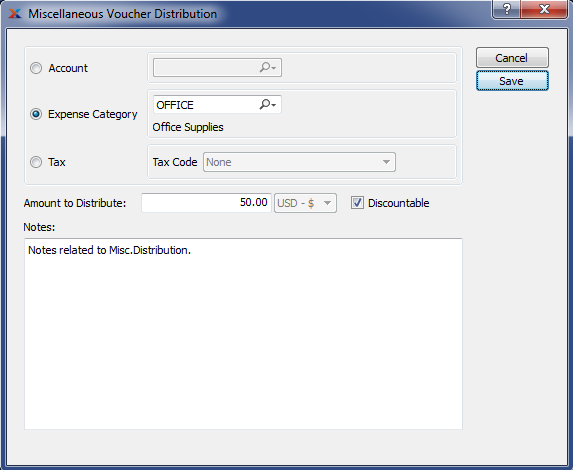 Miscellaneous Voucher Distribution
?
Account
Cancel
Save
Expense Category
OFFICE
Office Supplies
Tax
Tax Code
None
Amount to Distribute:
50.00
USD - $
Discountable
Notes:
Notes related to Misc.Distribution.